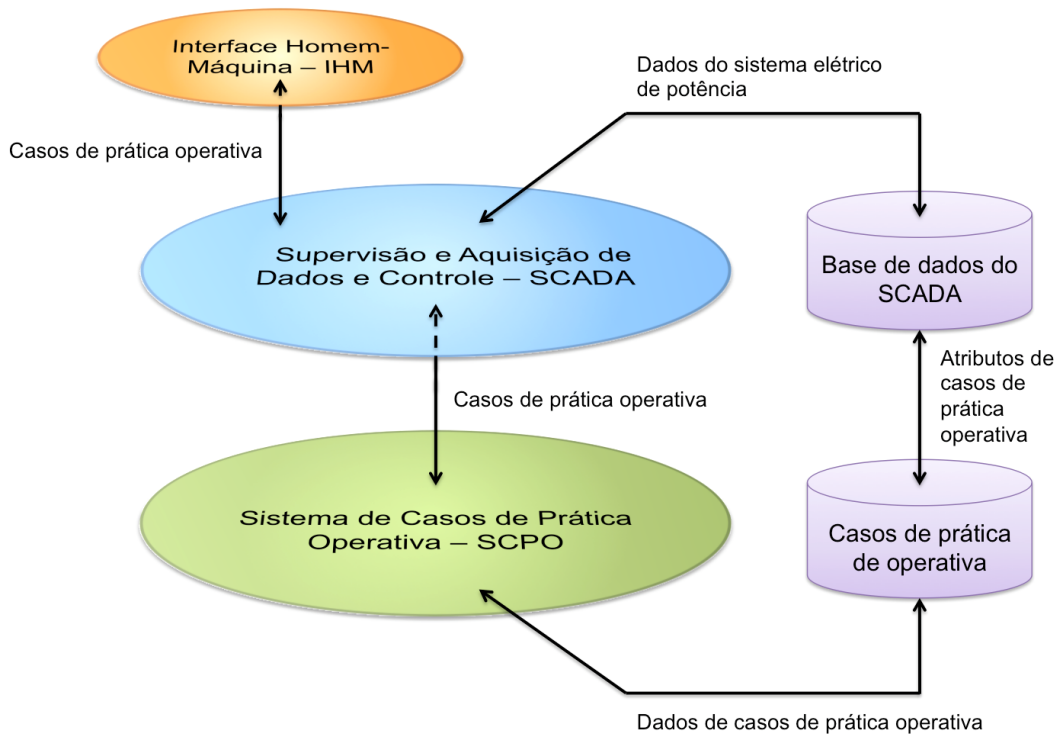 Interface Homem-
Máquina – IHM
Dados do sistema elétrico
de potência
Casos de prática operativa
Supervisão e Aquisição de
Dados e Controle – SCADA
Base de dados do
SCADA
Atributos de
casos de
prática
operativa
Casos de prática operativa
Sistema de Casos de Prática
Operativa – SCPO
Casos de prática
de operativa
Dados de casos de prática operativa